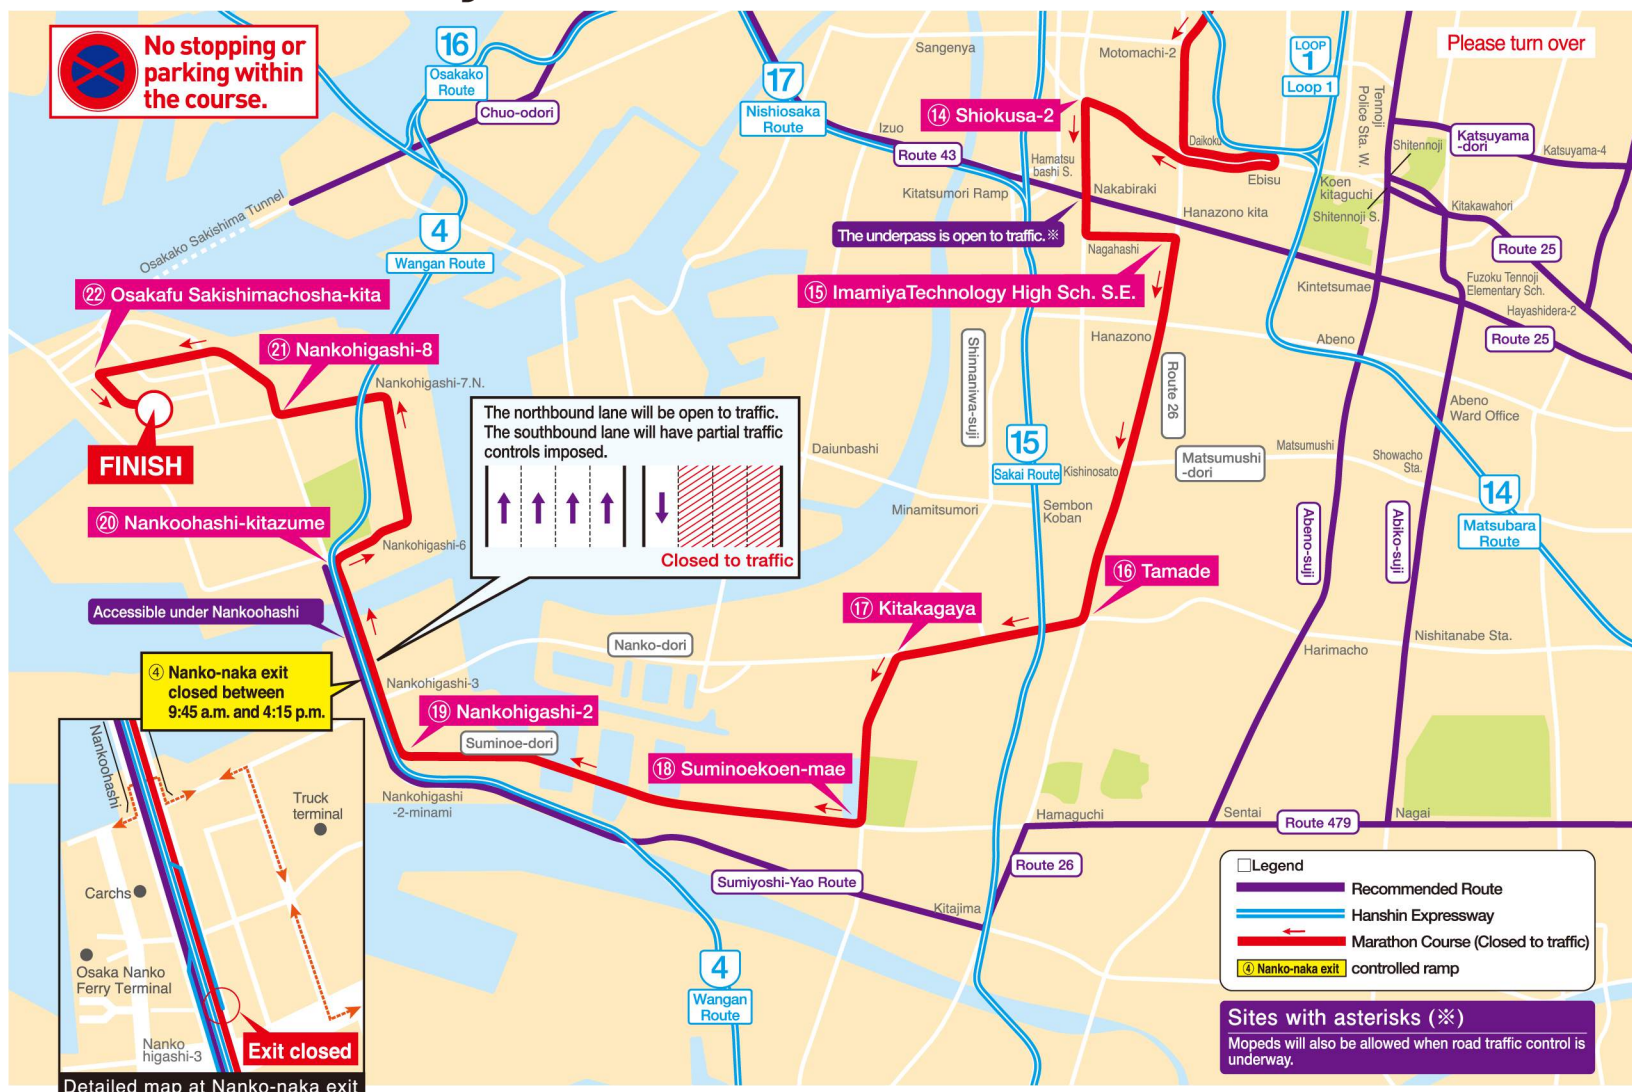 No stopping or
parking within
the course.
16
Osakako
Route
Chuo-odori
17
Nishiosaka
Route
Izuo
Route 43
Sangenya
Motomachi-2
LOOP
1
Loop 1
Please turn over
⑭ Shiokusa-2
Daikoku
Ebisu
Hamatsu
bashi S.
Kitatsumori Ramp
Nakabiraki
Hanazono kita
Tennoji
Police Sta. W.
Shitennoji
Katsuyama
-dori
Katsuyama-4
Koen
kitaguchi
Shitennoji S.
Kitakawahori
Route 25
Osakako Sakishima Tunnel
4
Wangan Route
The underpass is open to traffic.※
Nagahashi
Kintetsumae
Fuzoku Tennoji
Elementary Sch.
Hayashidera-2
Route 25
㉒ Osakafu Sakishimachosha-kita
⑮ ImamiyaTechnology High Sch. S.E.
㉑ Nankohigashi-8
Nankohigashi-7.N.
Hanazono
Abeno
Shinnaniwa-suji
Route 26
Abeno
Ward Office
FINISH
The northbound lane will be open to traffic.
The southbound lane will have partial traffic
controls imposed.
Closed to traffic
Daiunbashi
15
Sakai Route
Kishinosato
Matsumushi
-dori
Matsumushi
Showacho
Sta.
14
Matsubara
Route
Minamitsumori
Sembon
Koban
Abeno-suji
Abiko-suji
⑳ Nankoohashi-kitazume
Nankohigashi-6
⑯ Tamade
⑰ Kitakagaya
Accessible under Nankoohashi
Nanko-dori
Harimacho
Nishitanabe Sta.
④ Nanko-naka exit
closed between
9:45 a.m. and 4:15 p.m.
Nankohigashi-3
⑲ Nankohigashi-2
Suminoe-dori
⑱ Suminoekoen-mae
Nankohigashi
-2-minami
Hamaguchi
Sentai
Route 479
Nagai
Route 26
Sumiyoshi-Yao Route
Kitajima
4
Wangan
Route
Nankoohashi
Truck
terminal
Carchs
Osaka Nanko
Ferry Terminal
Nanko
higashi-3
Exit closed
Detailed map at Nanko-naka exit
□Legend
Recommended Route
Hanshin Expressway
Marathon Course (Closed to traffic)
④ Nanko-naka exit controlled ramp
Sites with asterisks (※)
Mopeds will also be allowed when road traffic control is
underway.